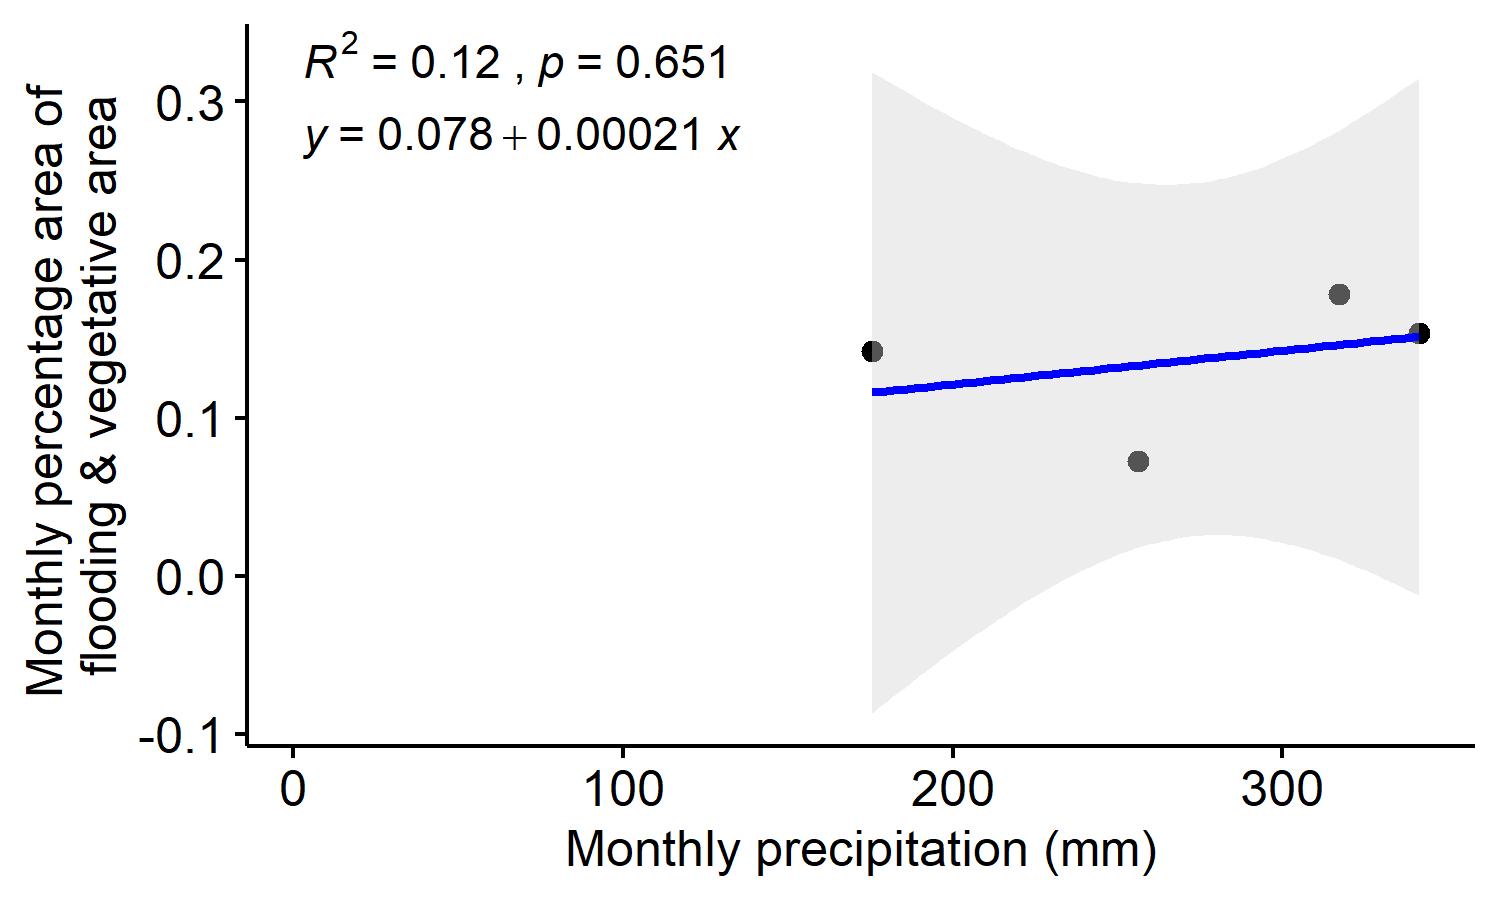 R² = 0.12 , p = 0.651
y = 0.078 + 0.00021 x
Monthly percentage area of
flooding & vegetative area
0.3
0.2
0.1
0.0
-0.1
0
100
200
300
Monthly precipitation (mm)